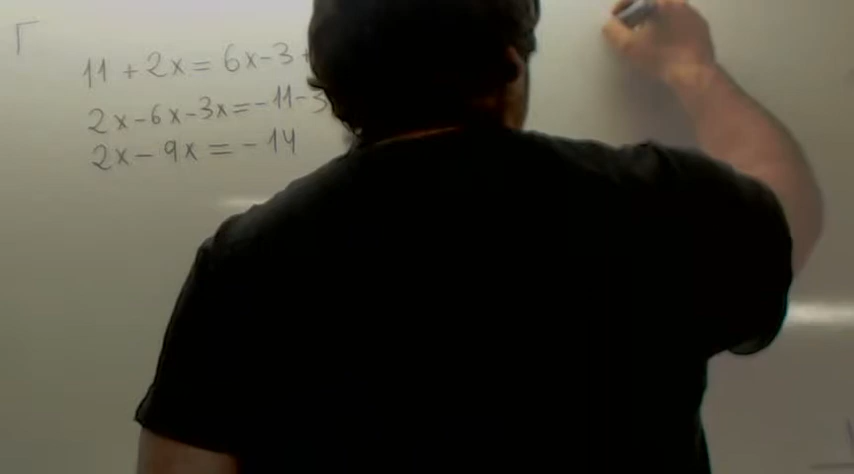 11 + 2x = 6x - 3 +
2x - 6x - 3x = - 11 - 3
2x - 9x = - 14